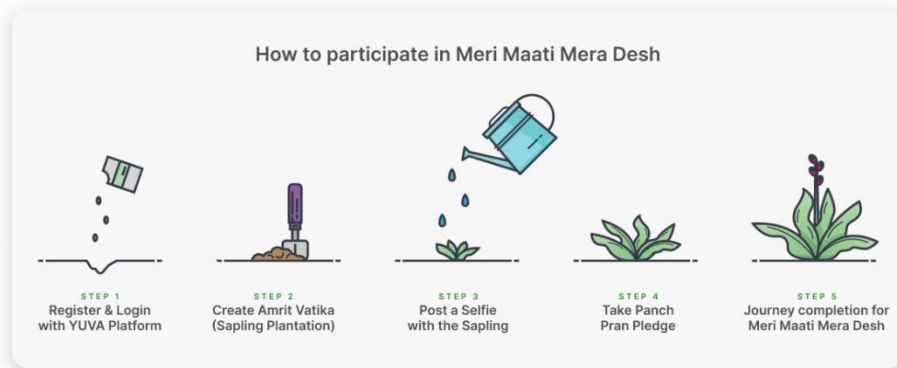 How to participate in Meri Maati Mera Desh
STEP 1
Register & Login
with YUVA Platform
STEP 2
Create Amrit Vatika
(Sapling Plantation)
STEP 3
Post a Selfie
with the Sapling
STEP 4
Take Panch
Pran Pledge
STEP 5
Journey completion for
Meri Maati Mera Desh